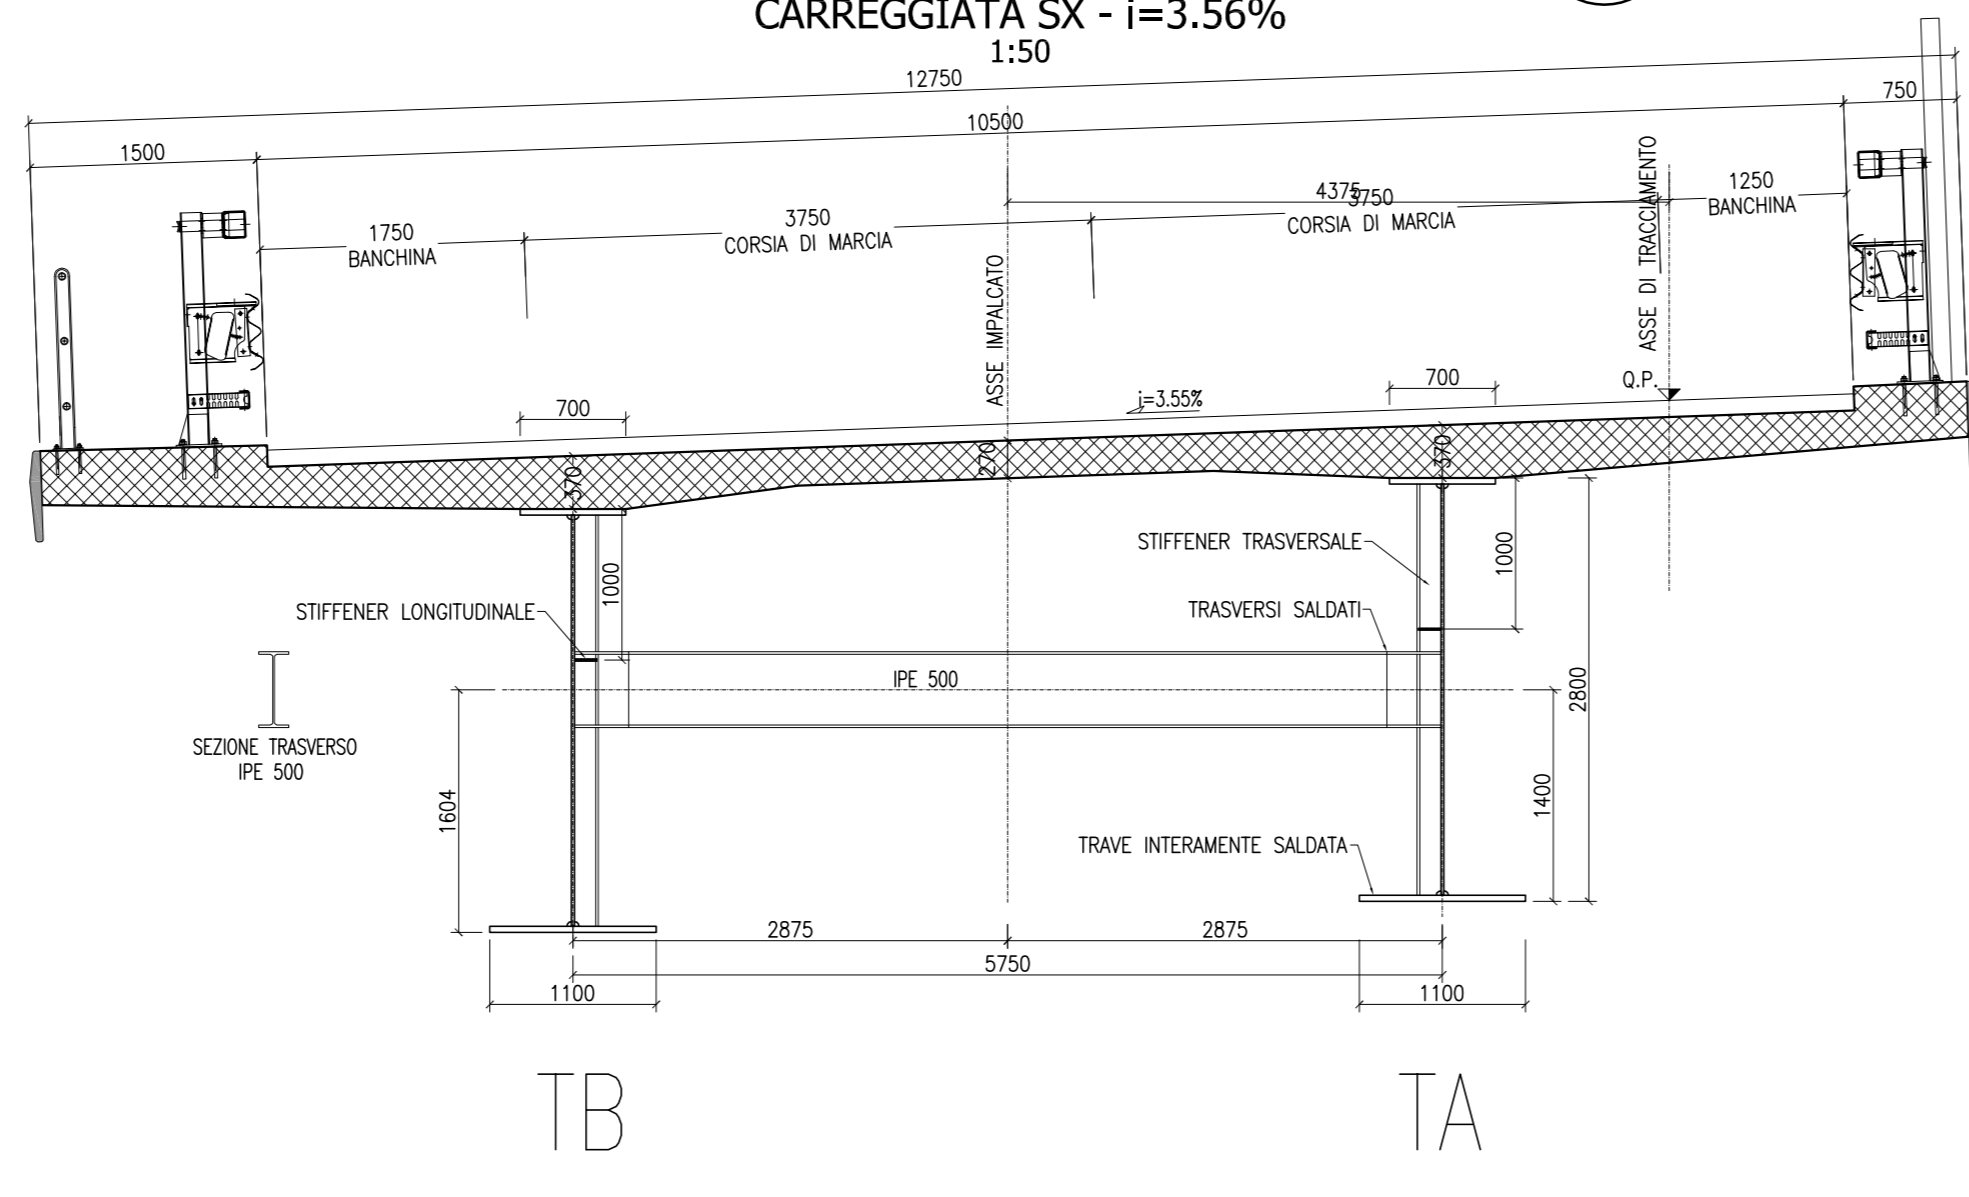 CARREGGIATA SX - i=3.56%
1:50
12750
10500
750
1500
4375
3750
CORSIA DI MARCIA
1250
BANCHINA
1750
BANCHINA
3750
CORSIA DI MARCIA
ASSE IMPALCATO
ASSE DI TRACCIAMENTO
Q.P.
i=3.55%
700
700
370
270
370
STIFFENER TRASVERSALE
1000
1000
STIFFENER LONGITUDINALE
TRASVERSI SALDATI
IPE 500
2800
SEZIONE TRASVERSO
IPE 500
1604
1400
TRAVE INTERAMENTE SALDATA
2875
2875
5750
1100
1100
TB
TA